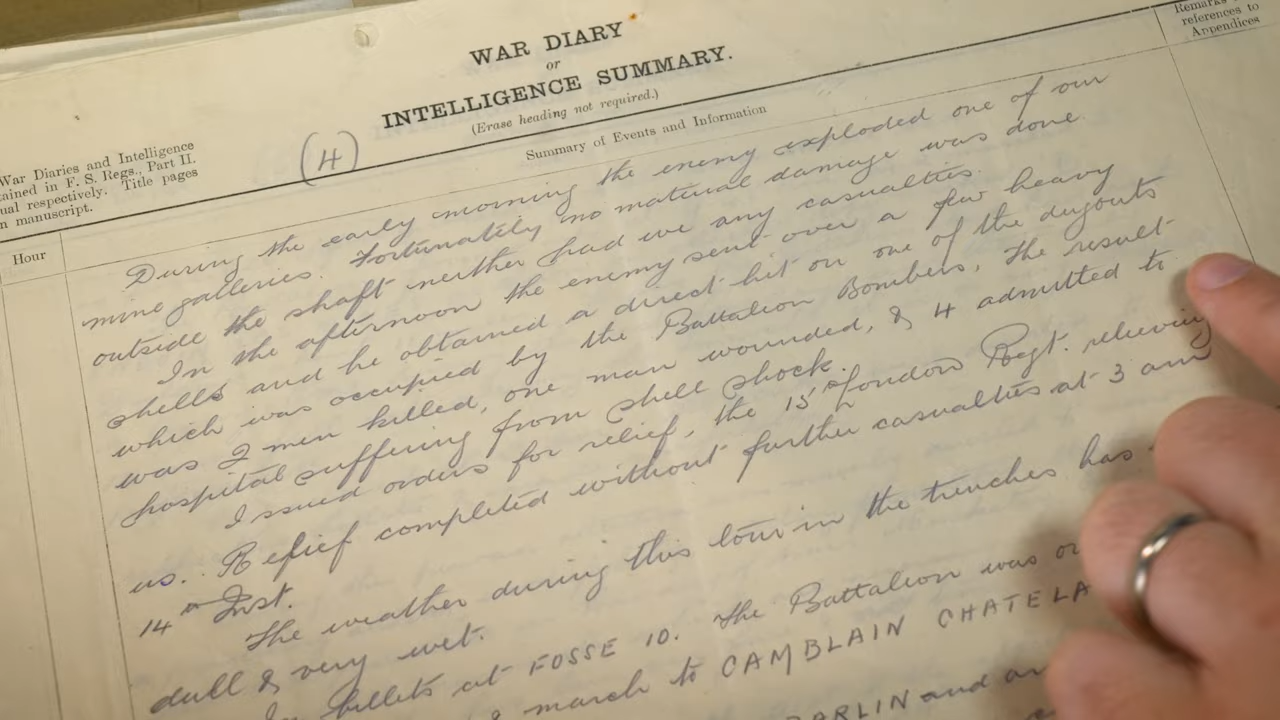 WAR DIARY
or
INTELLIGENCE SUMMARY.
(Erase heading not required.)
Remarks
references to
Appendices
War Diaries and Intelligence
tained in F. S. Regs., Part II.
ual respectively. Title pages
n manuscript.
(4)
Summary of Events and Information
Hour
During the early morning the enemy exploded one of our
mine galleries. Fortunately no material damage was done
outside the shaft neither had we any casualties.
In the afternoon the enemy sent over a few heavy
shells and he obtained a direct hit on one of the dugouts
which was occupied by the Battalion Bombers, The result
was 2 men killed, one man wounded, & 4 admitted to
hospital suffering from shell shock.
Issued orders for relief, the 15th London Regt. relieving
us. Relief completed without further casualties at 3 am
14th Inst.
The weather during this tour in the trenches has
dull & very wet.
In billets at FOSSE 10. The Battalion was
& march to CAMBLAIN CHATELA
ARLIN and